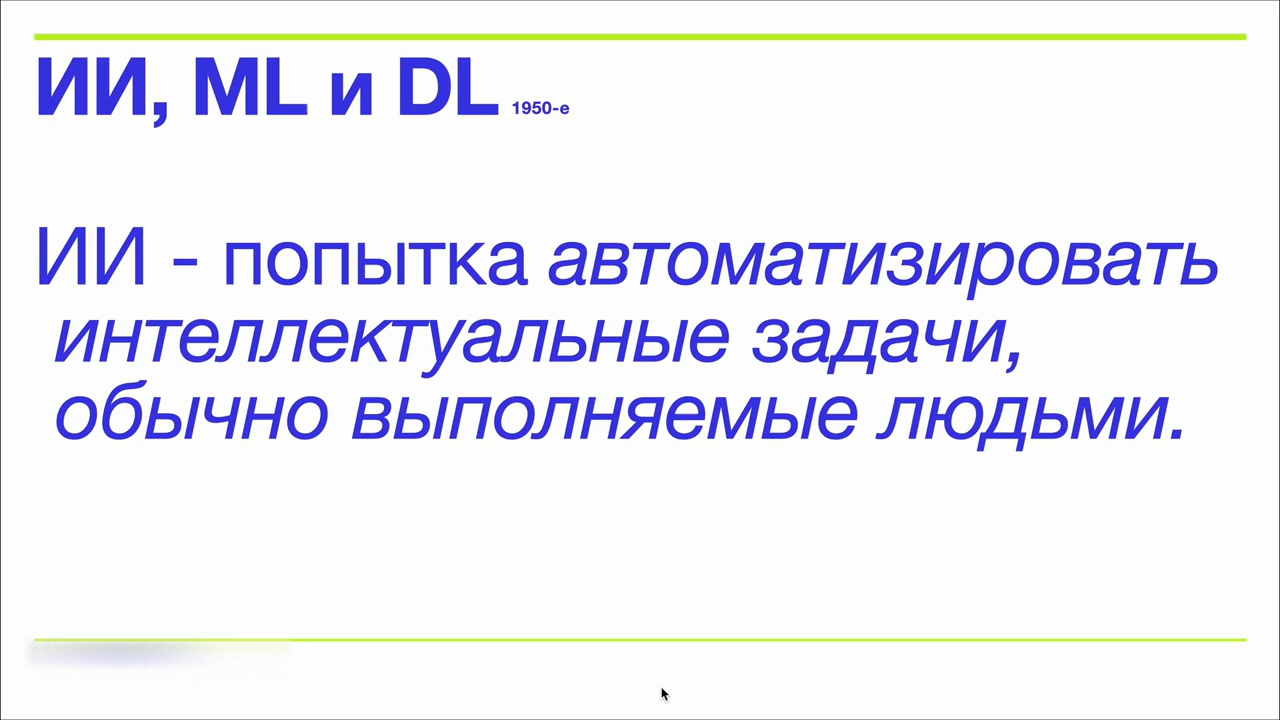 ИИ, ML и DL 1950-е
ИИ - попытка автоматизировать
интеллектуальные задачи,
обычно выполняемые людьми.